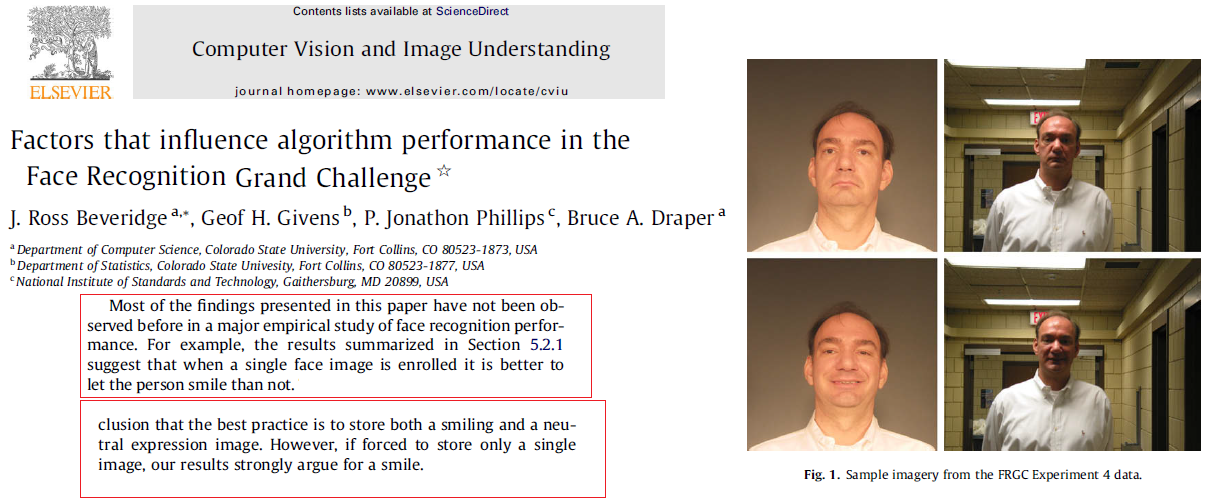 Contents lists available at ScienceDirect
Computer Vision and Image Understanding
journal homepage: www.elsevier.com/locate/cviu
ELSEVIER
Factors that influence algorithm performance in the
Face Recognition Grand Challenge ☆
J. Ross Beveridge a,*, Geof H. Givens b, P. Jonathon Phillips c, Bruce A. Draper a
a Department of Computer Science, Colorado State University, Fort Collins, CO 80523-1873, USA
b Department of Statistics, Colorado State Univesity, Fort Collins, CO 80523-1877, USA
c National Institute of Standards and Technology, Gaithersburg, MD 20899, USA
Most of the findings presented in this paper have not been ob-
served before in a major empirical study of face recognition perfor-
mance. For example, the results summarized in Section 5.2.1
suggest that when a single face image is enrolled it is better to
let the person smile than not.
clusion that the best practice is to store both a smiling and a neu-
tral expression image. However, if forced to store only a single
image, our results strongly argue for a smile.
Fig. 1. Sample imagery from the FRGC Experiment 4 data.